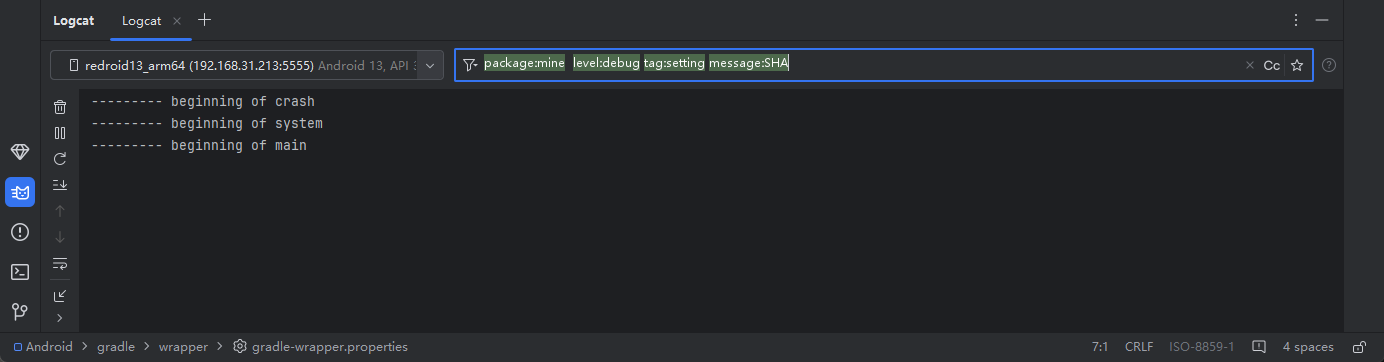 Logcat Logcat
redroid13_arm64 (192.168.31.213:5555) Android 13, API package:mine level:debug tag:setting message:SHA Cc
--------- beginning of crash
--------- beginning of system
--------- beginning of main
Android gradle wrapper gradle-wrapper.properties 7:1 CRLF ISO-8859-1 4 spaces